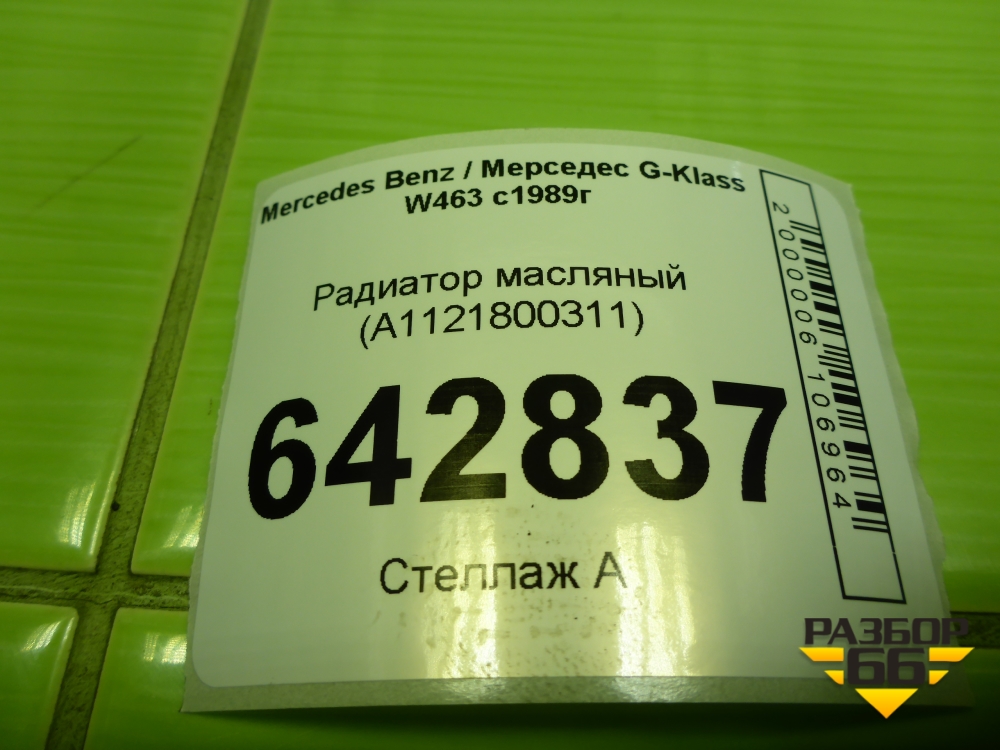 Mercedes Benz / Мерседес G-Klass
W463 с1989г
Радиатор масляный
(A1121800311)
642837
Стеллаж А
2000006106964
РАЗБОР
66